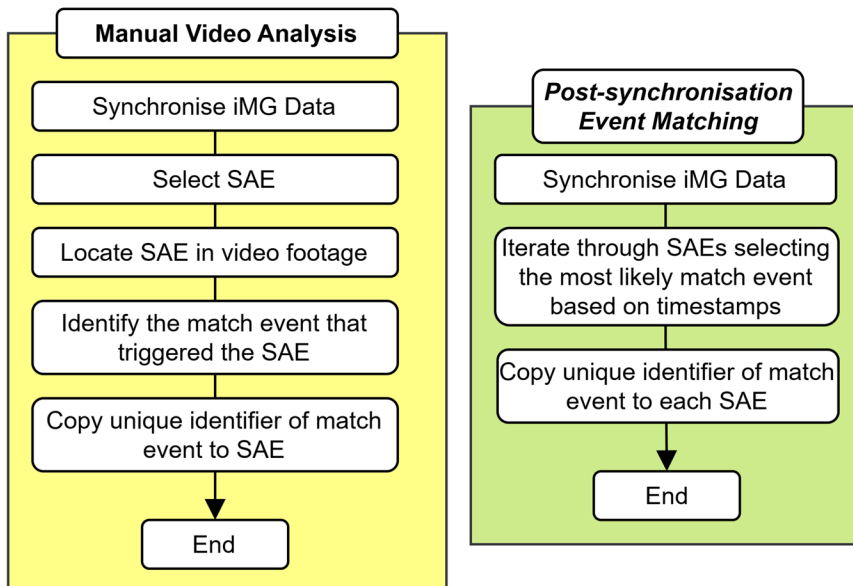 Manual Video Analysis
Synchronise iMG Data
Select SAE
Locate SAE in video footage
Identify the match event that
triggered the SAE
Copy unique identifier of match
event to SAE
End
Post-synchronisation
Event Matching
Synchronise iMG Data
Iterate through SAEs selecting
the most likely match event
based on timestamps
Copy unique identifier of match
event to each SAE
End